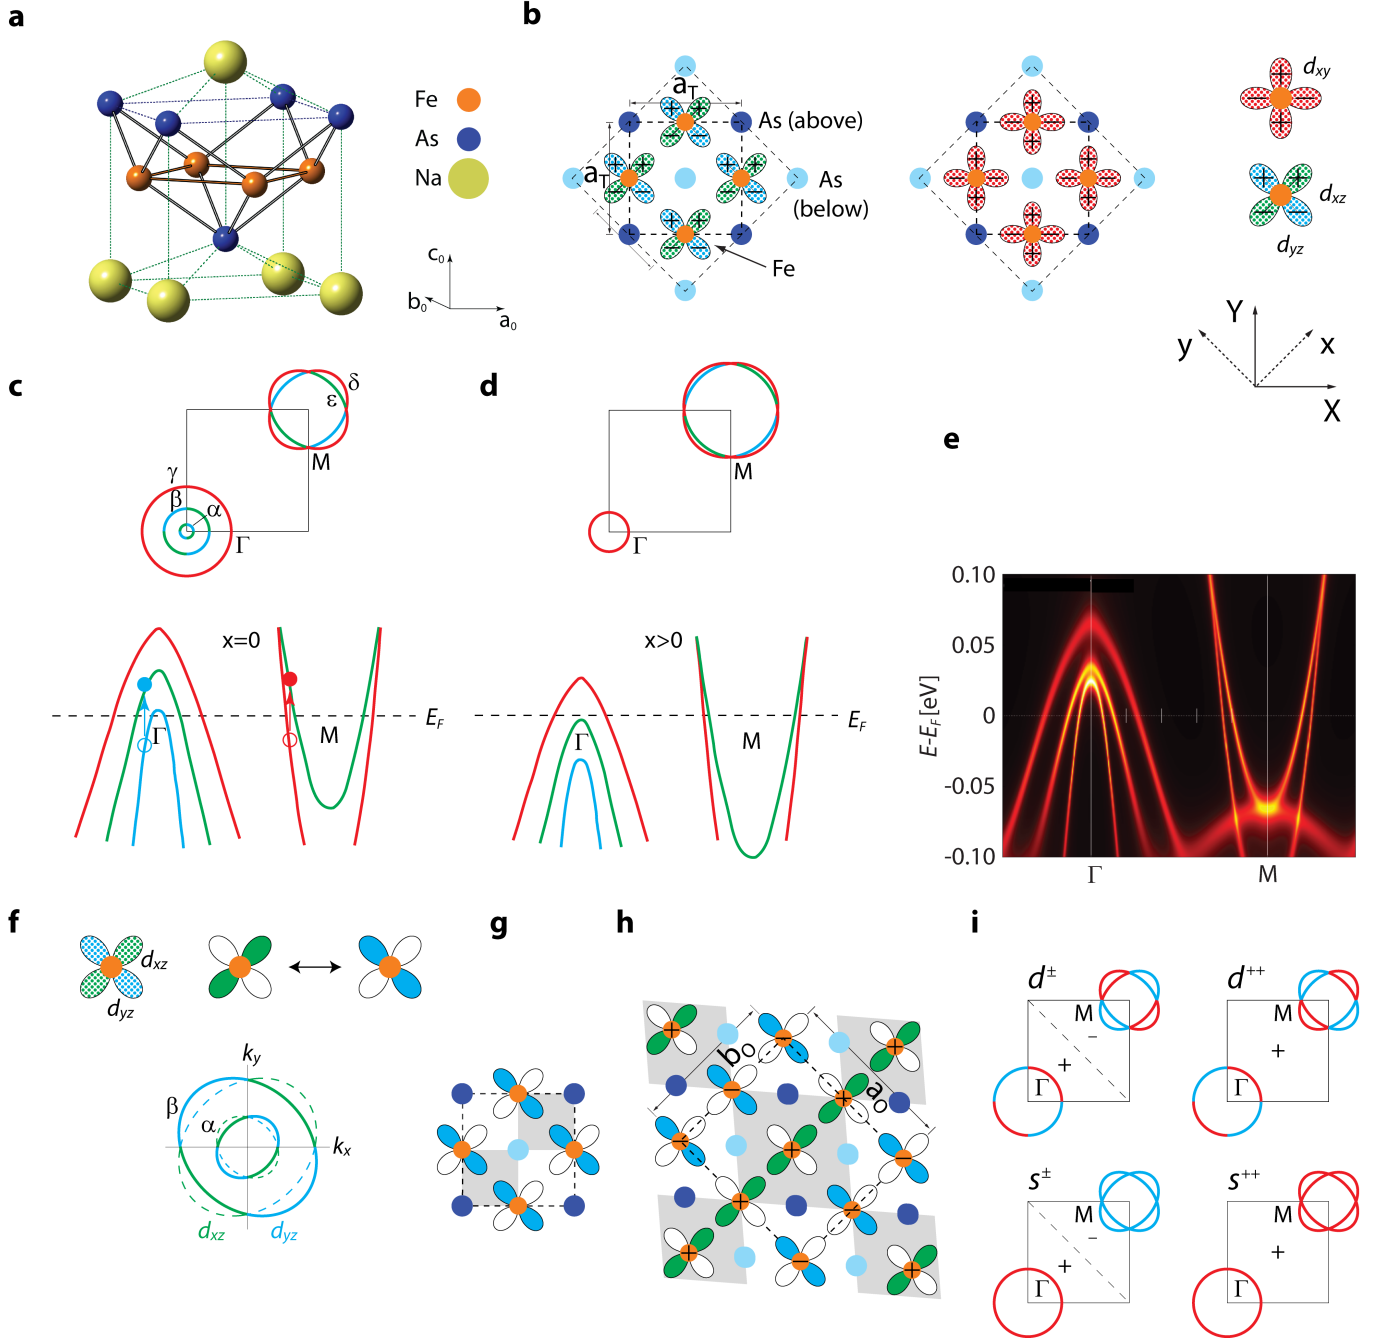 a
Fe
As
Na
c₀
b₀
a₀
b
aT
aT
As (above)
As
(below)
Fe
+ + − −
+ + − −
+ + − −
+ + − −
+ − − +
+ − − +
+ − − +
+ − − +
+ − − +
dxy
+ + − −
dxz
dyz
Y
y
x
X
c
δ
ε
M
γ
β
α
Γ
x=0
Γ
M
EF
d
M
Γ
x>0
Γ
M
EF
e
0.10
0.05
0
-0.05
-0.10
E-EF [eV]
Γ
M
f
dxz
dyz
ky
β
α
kx
dxz
dyz
g
h
+ − +
bo
− + ao
− + −
+ −
+ − +
i
d±
M
−
+
Γ
d++
M
+
Γ
s±
M
−
+
Γ
s++
M
+
Γ